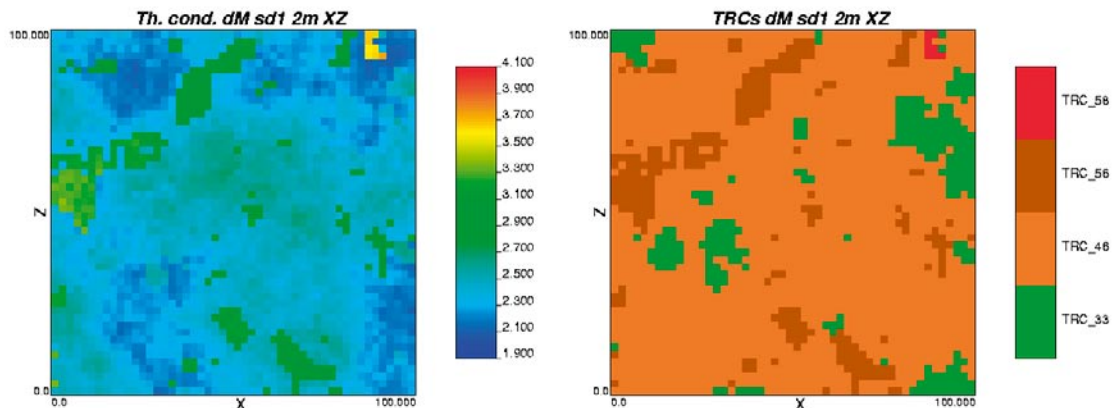 Th. cond. dM sd1 2m XZ
100.000
Z
0.0
0.0
X
100.000
4.100
3.900
3.700
3.500
3.300
3.100
2.900
2.700
2.500
2.300
2.100
1.900
TRCs dM sd1 2m XZ
100.000
Z
0.0
0.0
X
100.000
TRC_58
TRC_56
TRC_46
TRC_33